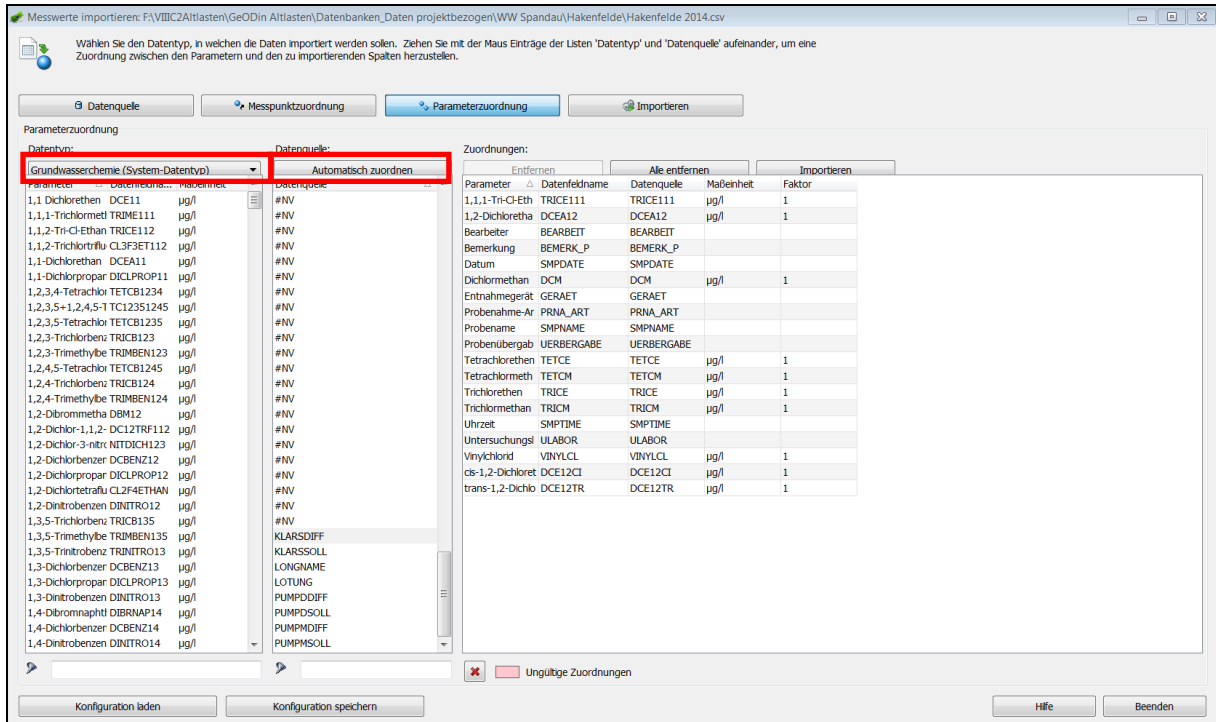 Messwerte importieren: F:\VIIIC2Altlasten\GeODin Altlasten\Datenbanken_Daten projektbezogen\WW Spandau\Hakenfelde\Hakenfelde 2014.csv
Wählen Sie den Datentyp, in welchen die Daten importiert werden sollen. Ziehen Sie mit der Maus Einträge der Listen 'Datentyp' und 'Datenquelle' aufeinander, um eine
Zuordnung zwischen den Parametern und den zu importierenden Spalten herzustellen.
Datenquelle Messpunktzuordnung Parameterzuordnung Importieren
Parameterzuordnung
Datentyp: Datenquelle: Zuordnungen:
Grundwasserchemie (System-Datentyp) Automatisch zuordnen Entfernen Alle entfernen Importieren
Parameter Datenfeldna... Maßeinheit Datenquelle Parameter Datenfeldname Datenquelle Maßeinheit Faktor
1,1 Dichlorethen DCE11 µg/l #NV 1,1,1-Tri-Cl-Eth TRICE111 TRICE111 µg/l 1
1,1,1-Trichlormetl TRIME111 µg/l #NV 1,2-Dichloretha DCEA12 DCEA12 µg/l 1
1,1,2-Tri-Cl-Ethan TRICE112 µg/l #NV Bearbeiter BEARBEIT BEARBEIT
1,1,2-Trichlortriflu CL3F3ET112 µg/l #NV Bemerkung BEMERK_P BEMERK_P
1,1-Dichlorethan DCEA11 µg/l #NV Datum SMPDATE SMPDATE
1,1-Dichlorpropar DICLPROP11 µg/l #NV Dichlormethan DCM DCM µg/l 1
1,2,3,4-Tetrachlor TETCB1234 µg/l #NV Entnahmegerät GERAET GERAET
1,2,3,5+1,2,4,5-T TC12351245 µg/l #NV Probenahme-Ar PRNA_ART PRNA_ART
1,2,3,5-Tetrachlor TETCB1235 µg/l #NV Probename SMPNAME SMPNAME
1,2,3-Trichlorbenz TRICB123 µg/l #NV Probenübergab UERBERGABE UERBERGABE
1,2,3-Trimethylbe TRIMBEN123 µg/l #NV Tetrachlorethen TETCE TETCE µg/l 1
1,2,4,5-Tetrachlor TETCB1245 µg/l #NV Tetrachlormeth TETCM TETCM µg/l 1
1,2,4-Trichlorbenz TRICB124 µg/l #NV Trichlorethen TRICE TRICE µg/l 1
1,2,4-Trimethylbe TRIMBEN124 µg/l #NV Trichlormethan TRICM TRICM µg/l 1
1,2-Dibrommetha DBM12 µg/l #NV Uhrzeit SMPTIME SMPTIME
1,2-Dichlor-1,1,2- DC12TRF112 µg/l #NV Untersuchungsl ULABOR ULABOR
1,2-Dichlor-3-nitrc NITDICH123 µg/l #NV Vinylchlorid VINYLCL VINYLCL µg/l 1
1,2-Dichlorbenzer DCBENZ12 µg/l #NV cis-1,2-Dichloret DCE12CI DCE12CI µg/l 1
1,2-Dichlorpropar DICLPROP12 µg/l #NV trans-1,2-Dichlo DCE12TR DCE12TR µg/l 1
1,2-Dichlortetraflu CL2F4ETHAN µg/l #NV
1,2-Dinitrobenzen DINITRO12 µg/l #NV
1,3,5-Trichlorbenz TRICB135 µg/l #NV
1,3,5-Trimethylbe TRIMBEN135 µg/l KLARSDIFF
1,3,5-Trinitrobenz TRINITRO13 µg/l KLARSSOLL
1,3-Dichlorbenzer DCBENZ13 µg/l LONGNAME
1,3-Dichlorpropar DICLPROP13 µg/l LOTUNG
1,3-Dinitrobenzen DINITRO13 µg/l PUMPDDIFF
1,4-Dibromnaphtl DIBRNAP14 µg/l PUMPDSOLL
1,4-Dichlorbenzer DCBENZ14 µg/l PUMPMDIFF
1,4-Dinitrobenzen DINITRO14 µg/l PUMPMSOLL
Ungültige Zuordnungen
Konfiguration laden Konfiguration speichern Hilfe Beenden